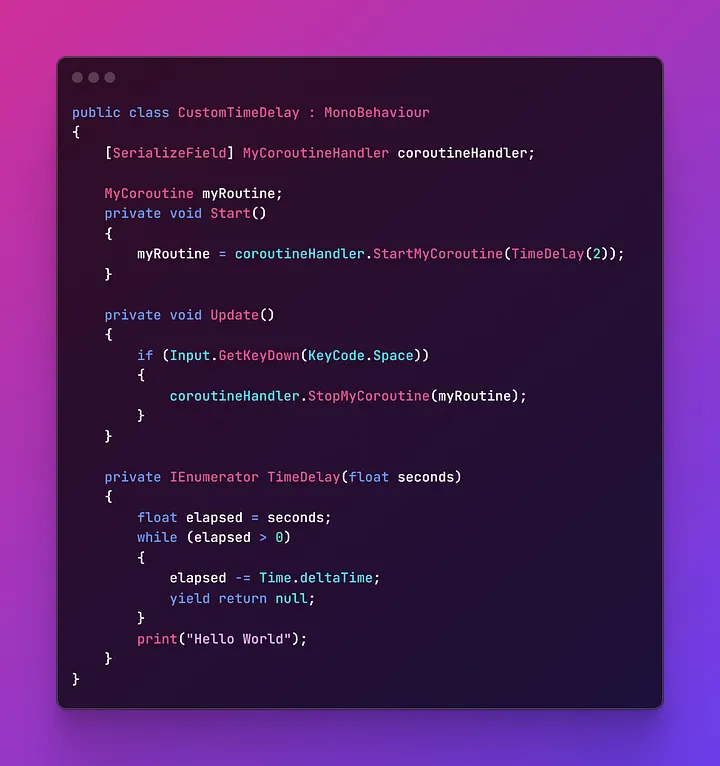 public class CustomTimeDelay : MonoBehaviour
{
    [SerializeField] MyCoroutineHandler coroutineHandler;

    MyCoroutine myRoutine;
    private void Start()
    {
        myRoutine = coroutineHandler.StartMyCoroutine(TimeDelay(2));
    }

    private void Update()
    {
        if (Input.GetKeyDown(KeyCode.Space))
        {
            coroutineHandler.StopMyCoroutine(myRoutine);
        }
    }

    private IEnumerator TimeDelay(float seconds)
    {
        float elapsed = seconds;
        while (elapsed > 0)
        {
            elapsed -= Time.deltaTime;
            yield return null;
        }
        print("Hello World");
    }
}